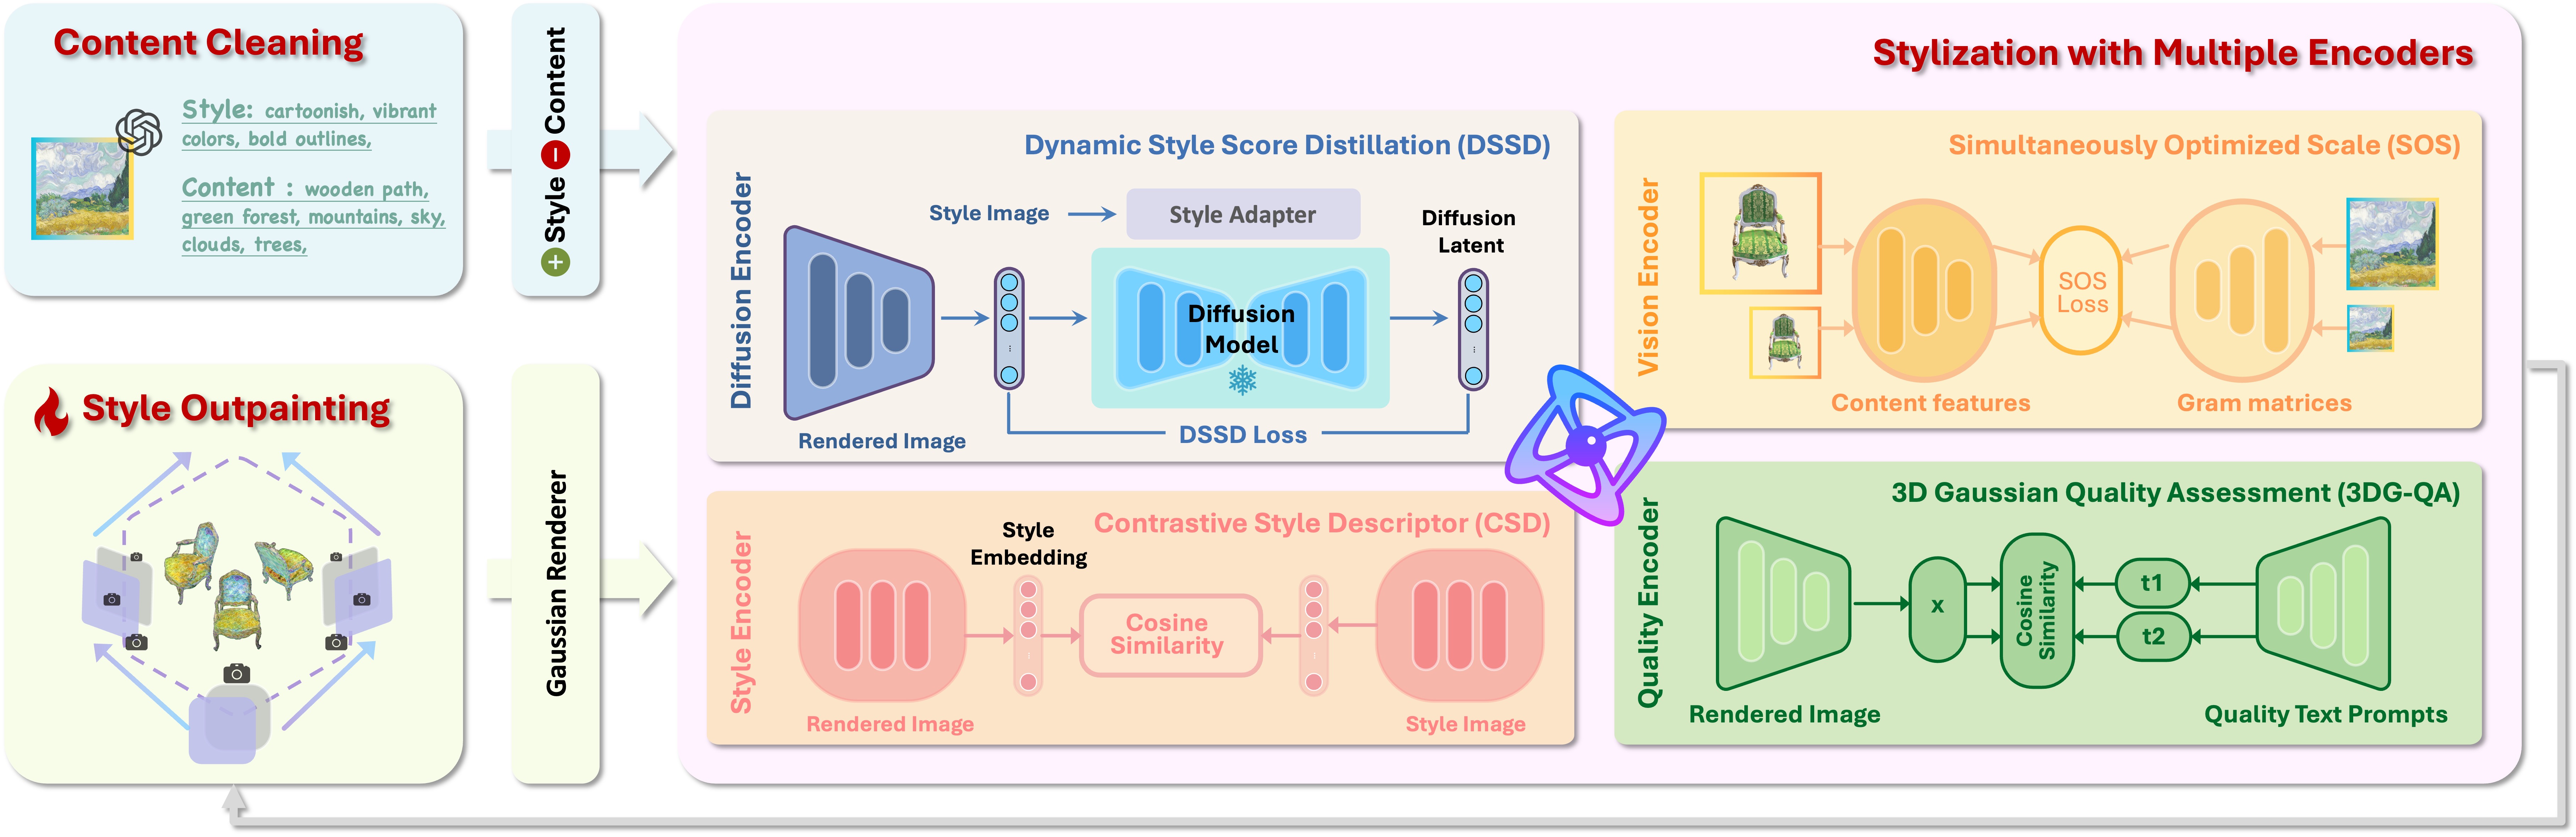 Content Cleaning
Style: cartoonish, vibrant
colors, bold outlines,
Content : wooden path,
green forest, mountains, sky,
clouds, trees,
+ Style − Content
Style Outpainting
Gaussian Renderer
Stylization with Multiple Encoders
Dynamic Style Score Distillation (DSSD)
Diffusion Encoder
Style Image
Style Adapter
Diffusion
Latent
Diffusion
Model
Rendered Image
DSSD Loss
Simultaneously Optimized Scale (SOS)
Vision Encoder
SOS
Loss
Content features
Gram matrices
Contrastive Style Descriptor (CSD)
Style Encoder
Style
Embedding
Cosine
Similarity
Rendered Image
Style Image
3D Gaussian Quality Assessment (3DG-QA)
Quality Encoder
x
Cosine
Similarity
t1
t2
Rendered Image
Quality Text Prompts